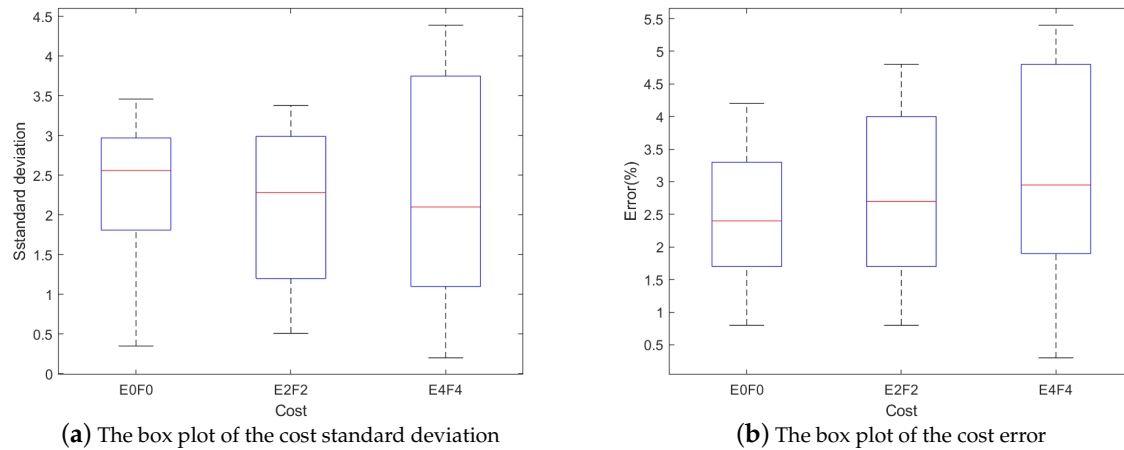 4.5
4
3.5
3
2.5
2
1.5
1
0.5
0
Sstandard deviation
E0F0 E2F2 E4F4
Cost
(a) The box plot of the cost standard deviation
5.5
5
4.5
4
3.5
3
2.5
2
1.5
1
0.5
Error(%)
E0F0 E2F2 E4F4
Cost
(b) The box plot of the cost error